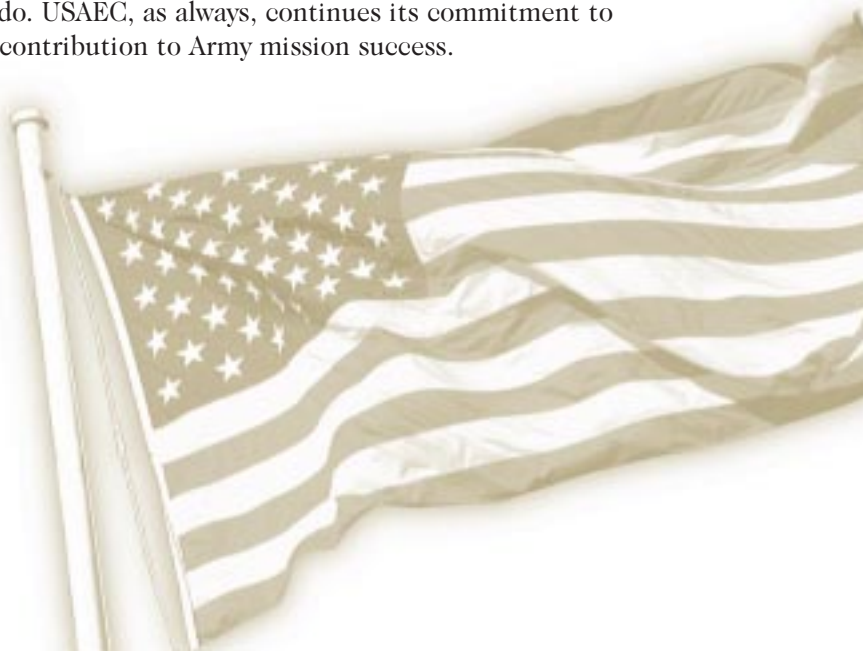 do. USAEC, as always, continues its commitment to
contribution to Army mission success.